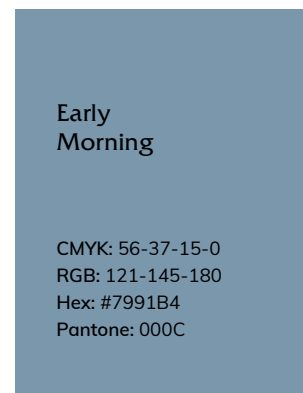 Early
Morning
CMYK: 56-37-15-0
RGB: 121-145-180
Hex: #7991B4
Pantone: 000C